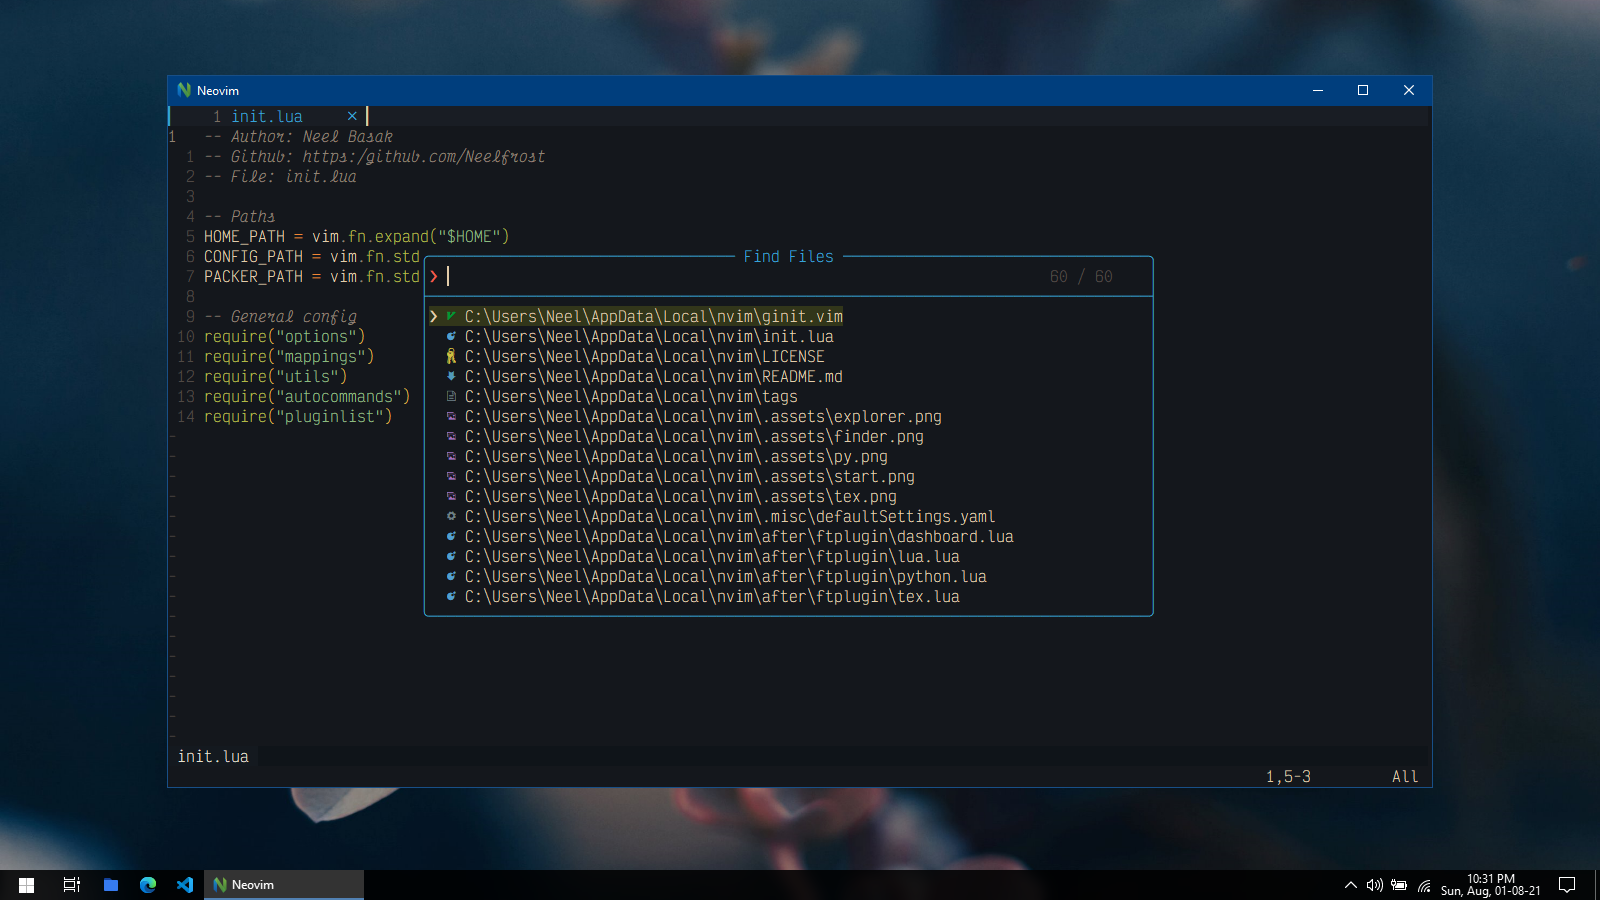 Neovim
1 init.lua ×
1 -- Author: Neel Basak
1 -- Github: https:/github.com/Neelfrost
2 -- File: init.lua
3
4 -- Paths
5 HOME_PATH = vim.fn.expand("$HOME")
6 CONFIG_PATH = vim.fn.std
7 PACKER_PATH = vim.fn.std
8
9 -- General config
10 require("options")
11 require("mappings")
12 require("utils")
13 require("autocommands")
14 require("pluginlist")
Find Files
❯ 60 / 60
❯ C:\Users\Neel\AppData\Local\nvim\ginit.vim
C:\Users\Neel\AppData\Local\nvim\init.lua
C:\Users\Neel\AppData\Local\nvim\LICENSE
C:\Users\Neel\AppData\Local\nvim\README.md
C:\Users\Neel\AppData\Local\nvim\tags
C:\Users\Neel\AppData\Local\nvim\.assets\explorer.png
C:\Users\Neel\AppData\Local\nvim\.assets\finder.png
C:\Users\Neel\AppData\Local\nvim\.assets\py.png
C:\Users\Neel\AppData\Local\nvim\.assets\start.png
C:\Users\Neel\AppData\Local\nvim\.assets\tex.png
C:\Users\Neel\AppData\Local\nvim\.misc\defaultSettings.yaml
C:\Users\Neel\AppData\Local\nvim\after\ftplugin\dashboard.lua
C:\Users\Neel\AppData\Local\nvim\after\ftplugin\lua.lua
C:\Users\Neel\AppData\Local\nvim\after\ftplugin\python.lua
C:\Users\Neel\AppData\Local\nvim\after\ftplugin\tex.lua
init.lua
1,5-3 All
Neovim
10:31 PM
Sun, Aug, 01-08-21